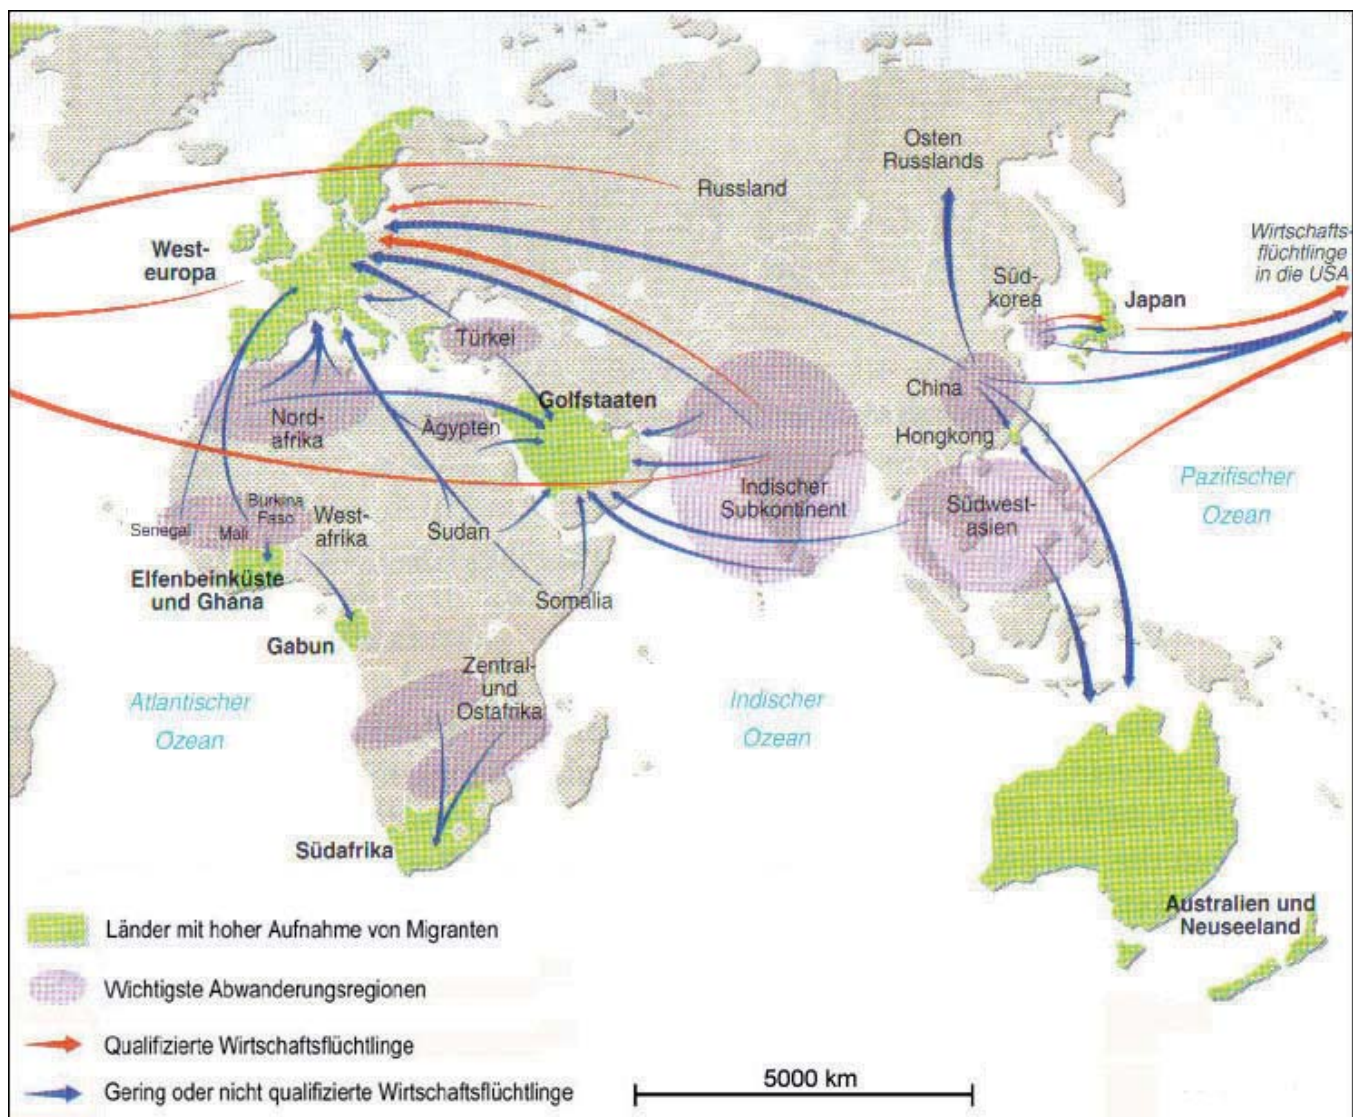 Osten
Russlands
Russland
West-
europa
Wirtschafts-
flüchtlinge
in die USA
Süd-
korea
Japan
Türkei
China
Golfstaaten
Nord-
afrika
Ägypten
Hongkong
Indischer
Subkontinent
Südwest-
asien
Pazifischer
Ozean
Senegal
Mali
Burkina
Faso
West-
afrika
Sudan
Elfenbeinküste
und Ghana
Somalia
Gabun
Zentral-
und
Ostafrika
Atlantischer
Ozean
Indischer
Ozean
Südafrika
Australien und
Neuseeland
Länder mit hoher Aufnahme von Migranten
Wichtigste Abwanderungsregionen
Qualifizierte Wirtschaftsflüchtlinge
Gering oder nicht qualifizierte Wirtschaftsflüchtlinge
5000 km